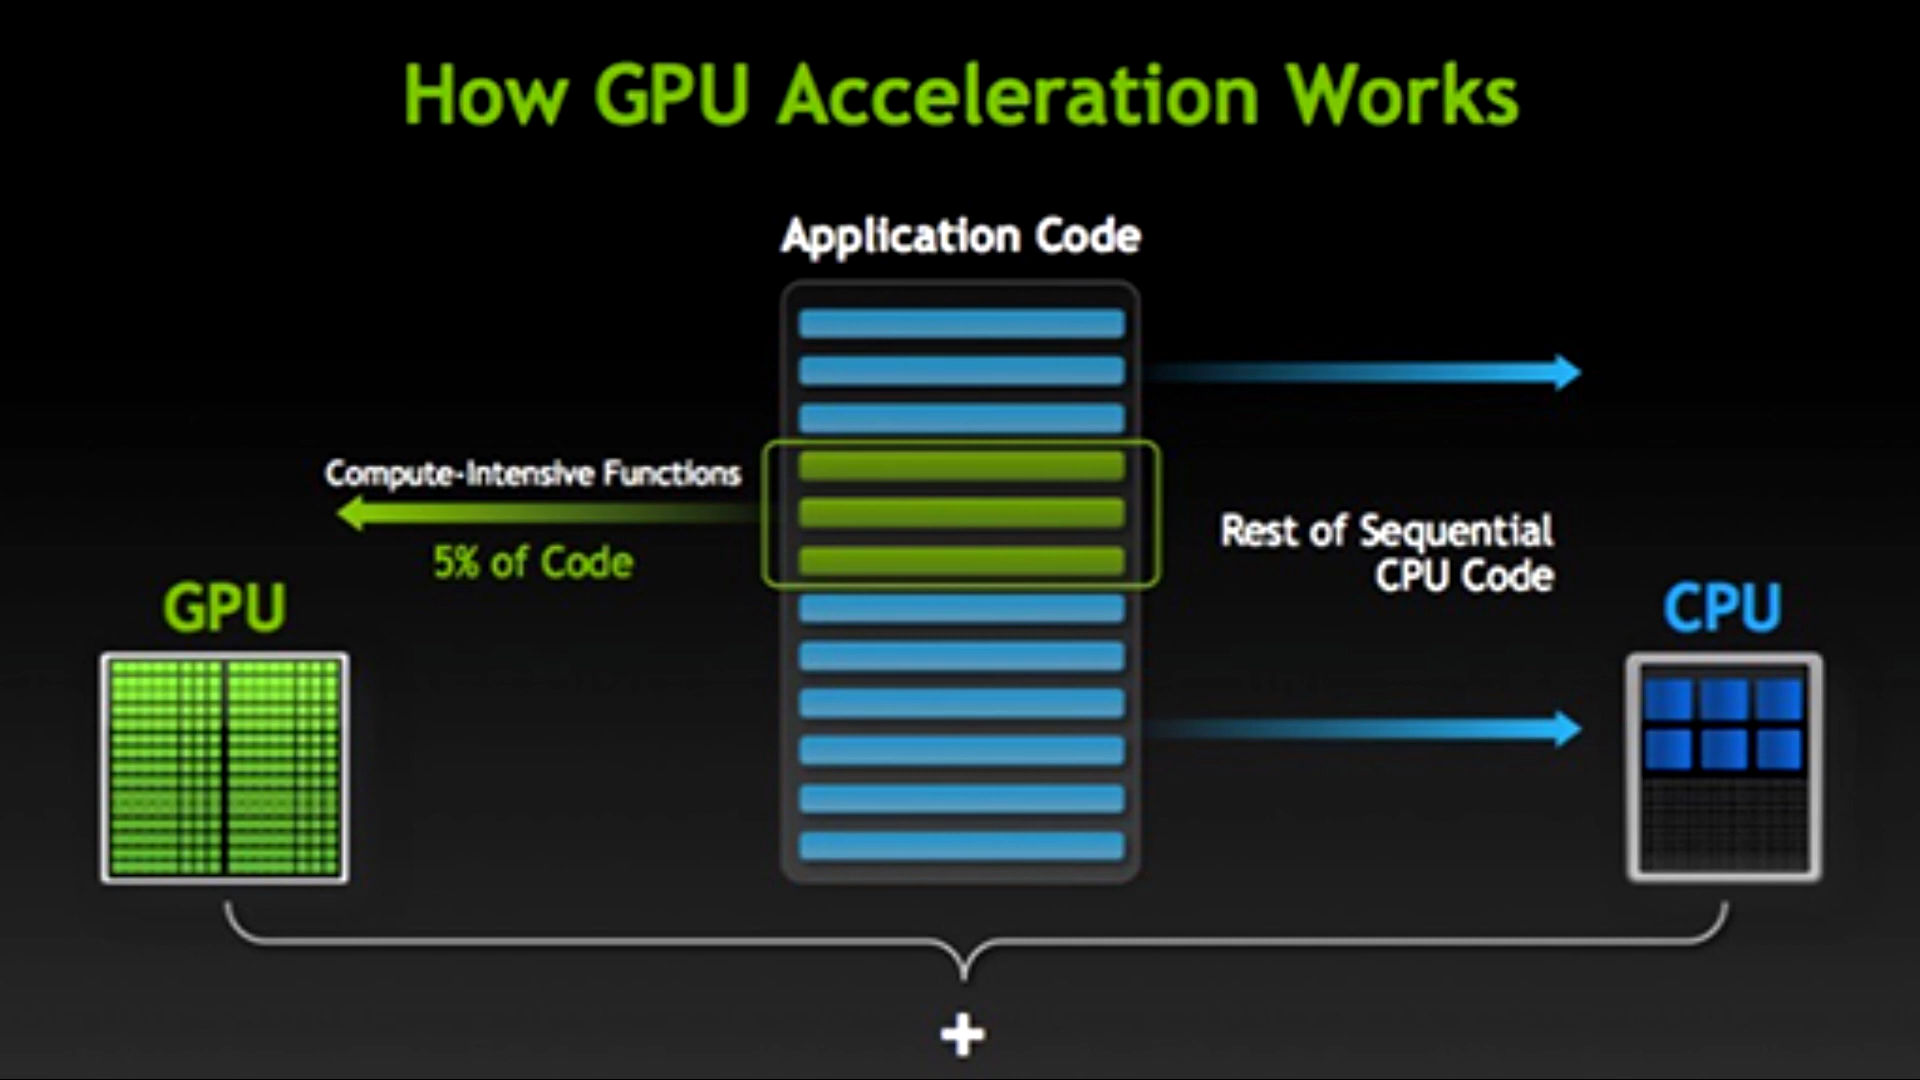 How GPU Acceleration Works
Application Code
Compute-Intensive Functions
5% of Code
Rest of Sequential
CPU Code
GPU
CPU
+